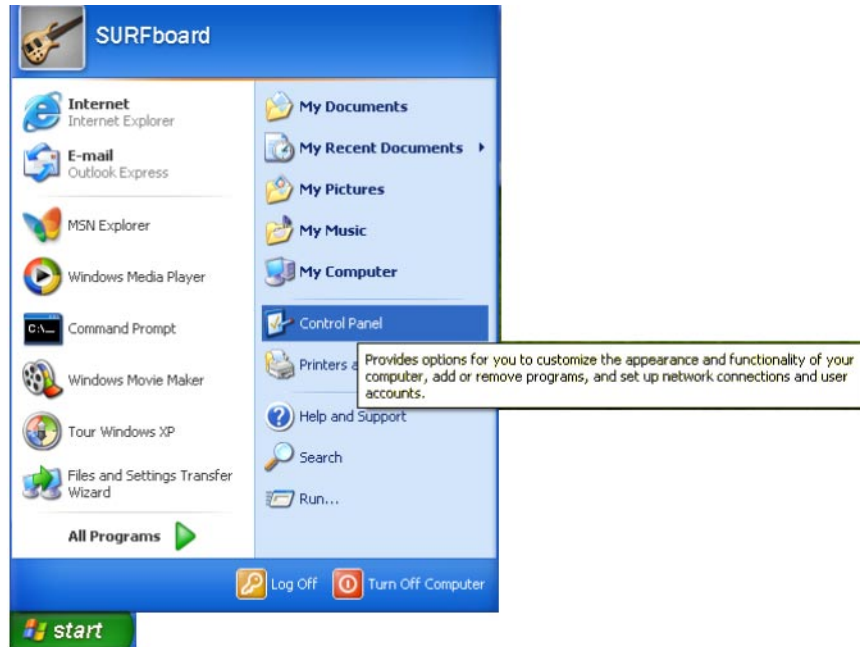 SURFboard
Internet
Internet Explorer
E-mail
Outlook Express
MSN Explorer
Windows Media Player
C:\_
Command Prompt
Windows Movie Maker
Tour Windows XP
Files and Settings Transfer
Wizard
All Programs
My Documents
My Recent Documents
My Pictures
My Music
My Computer
Control Panel
Printers a
Provides options for you to customize the appearance and functionality of your
computer, add or remove programs, and set up network connections and user
accounts.
Help and Support
Search
Run...
Log Off
Turn Off Computer
start